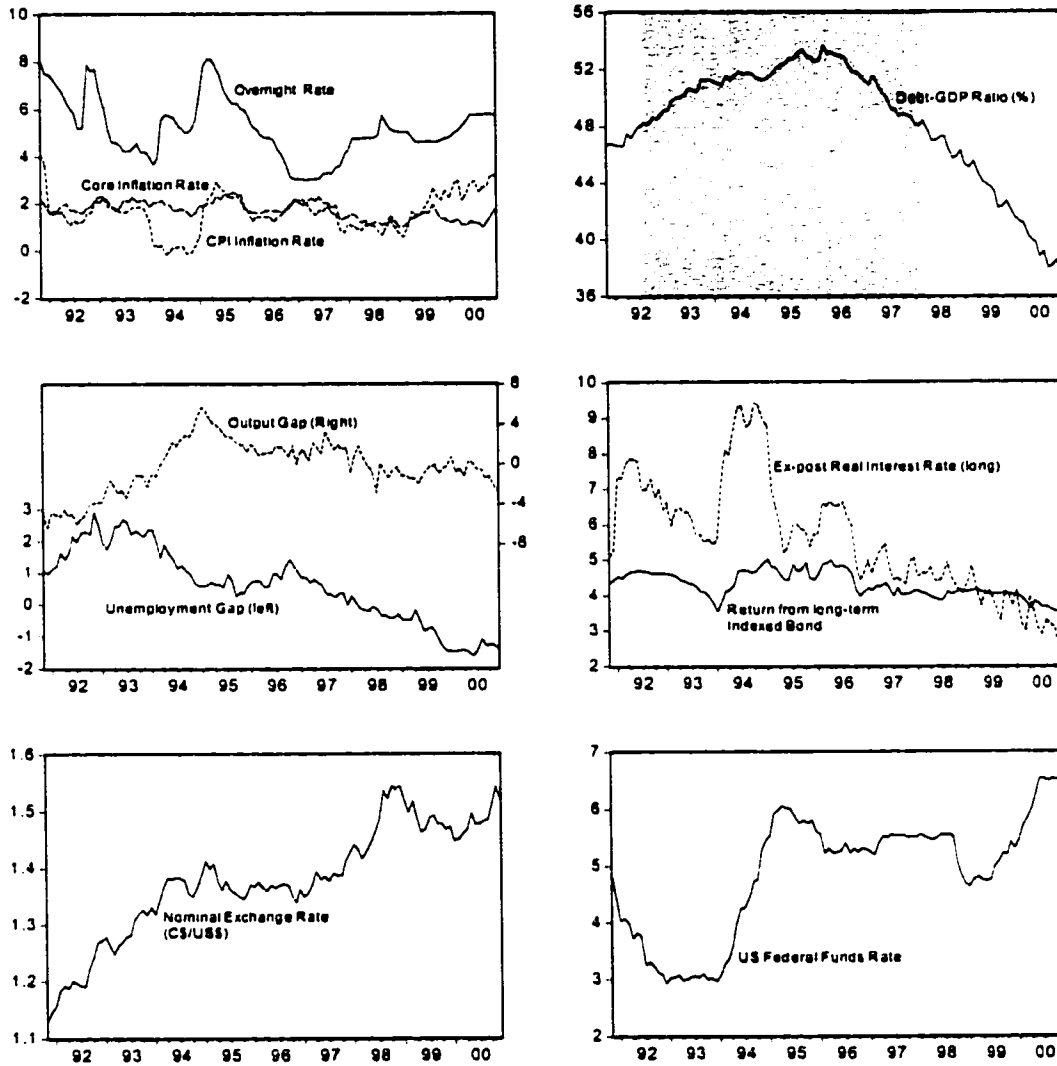 10
8
6
4
2
0
-2
Overnight Rate
Core Inflation Rate
CPI Inflation Rate
92 93 94 95 96 97 98 99 00
56
52
48
44
40
36
Debt-GDP Ratio (%)
92 93 94 95 96 97 98 99 00
8
4
0
-4
-8
3
2
1
0
-1
-2
Output Gap (Right)
Unemployment Gap (left)
92 93 94 95 96 97 98 99 00
10
9
8
7
6
5
4
3
2
Ex-post Real Interest Rate (long)
Return from long-term
Indexed Bond
92 93 94 95 96 97 98 99 00
1.6
1.5
1.4
1.3
1.2
1.1
Nominal Exchange Rate
(C$/US$)
92 93 94 95 96 97 98 99 00
7
6
5
4
3
2
US Federal Funds Rate
92 93 94 95 96 97 98 99 00